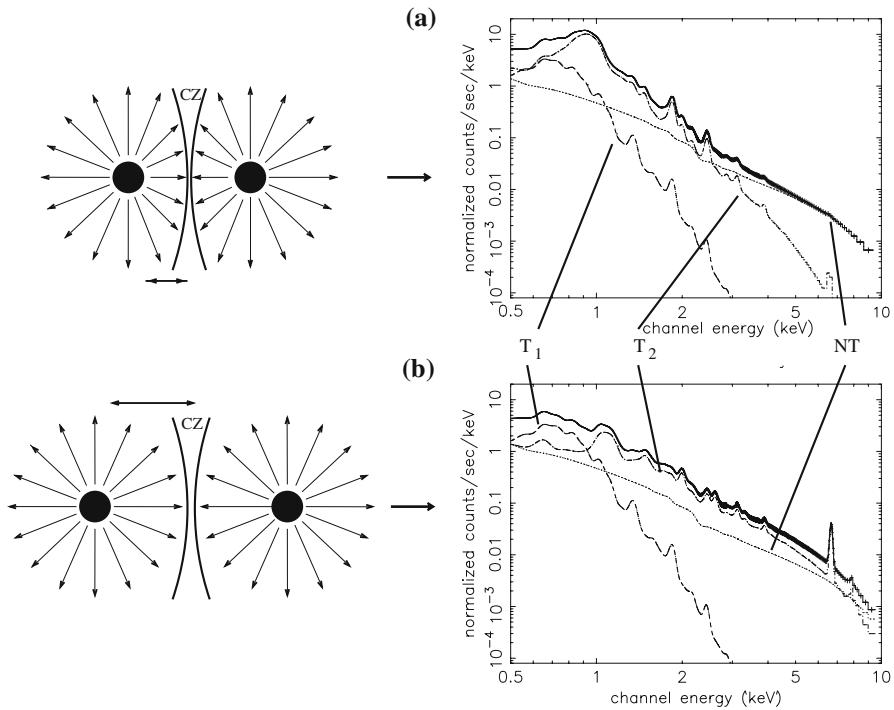 (a)
CZ
normalized counts/sec/keV
10
1
0.1
0.01
10⁻³
10⁻⁴
0.5 1 2 5 10
channel energy (keV)
T₁ T₂ NT
(b)
CZ
normalized counts/sec/keV
10
1
0.1
0.01
10⁻³
10⁻⁴
0.5 1 2 5 10
channel energy (keV)